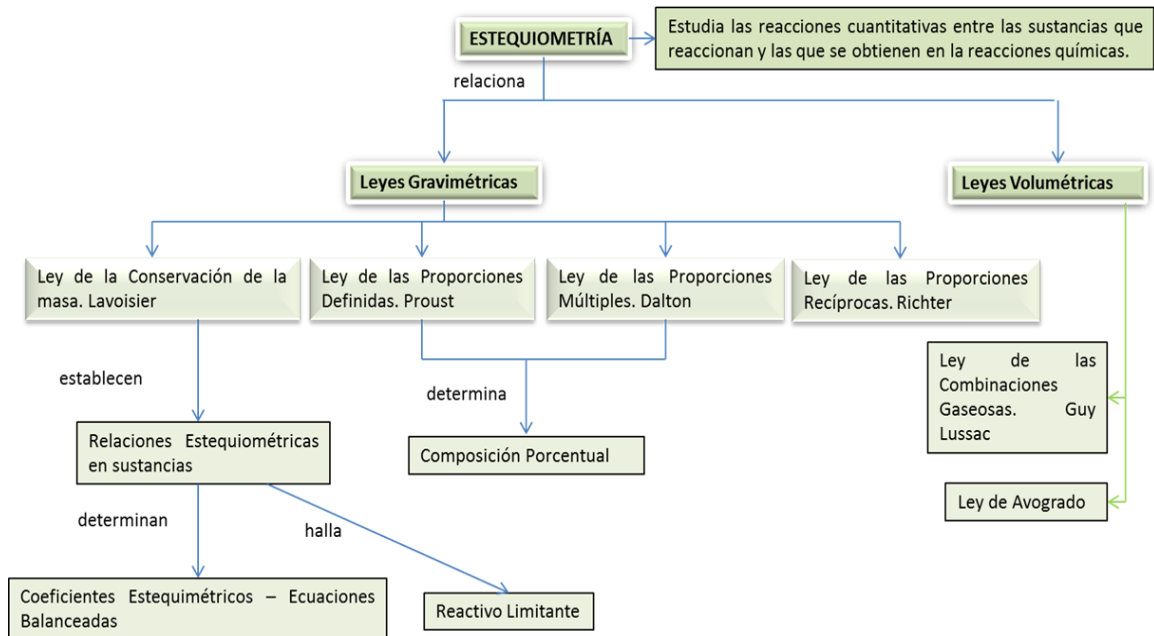 ESTEQUIOMETRÍA
Estudia las reacciones cuantitativas entre las sustancias que
reaccionan y las que se obtienen en la reacciones químicas.
relaciona
Leyes Gravimétricas
Leyes Volumétricas
Ley de la Conservación de la
masa. Lavoisier
Ley de las Proporciones
Definidas. Proust
Ley de las Proporciones
Múltiples. Dalton
Ley de las Proporciones
Recíprocas. Richter
establecen
determina
Ley de las
Combinaciones
Gaseosas. Guy
Lussac
Relaciones Estequiométricas
en sustancias
Composición Porcentual
Ley de Avogrado
determinan
halla
Coeficientes Estequimétricos – Ecuaciones
Balanceadas
Reactivo Limitante